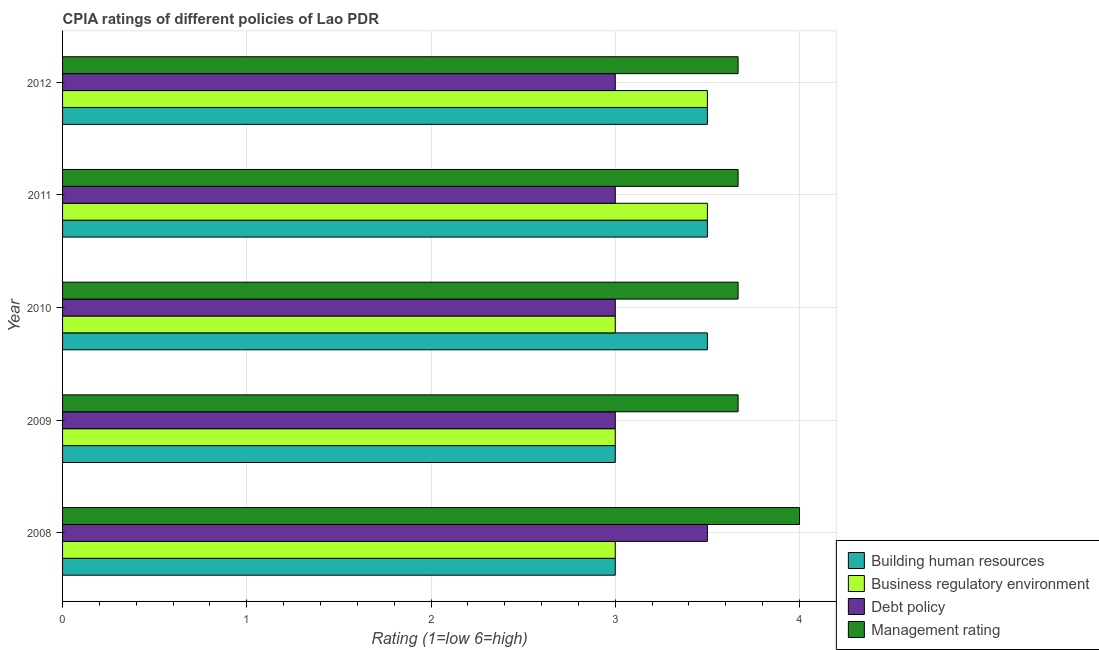 CPIA ratings of different policies of Lao PDR
2012
2011
2010
2009
2008
Year
0
1
2
3
4
Rating (1=low 6=high)
Building human resources
Business regulatory environment
Debt policy
Management rating